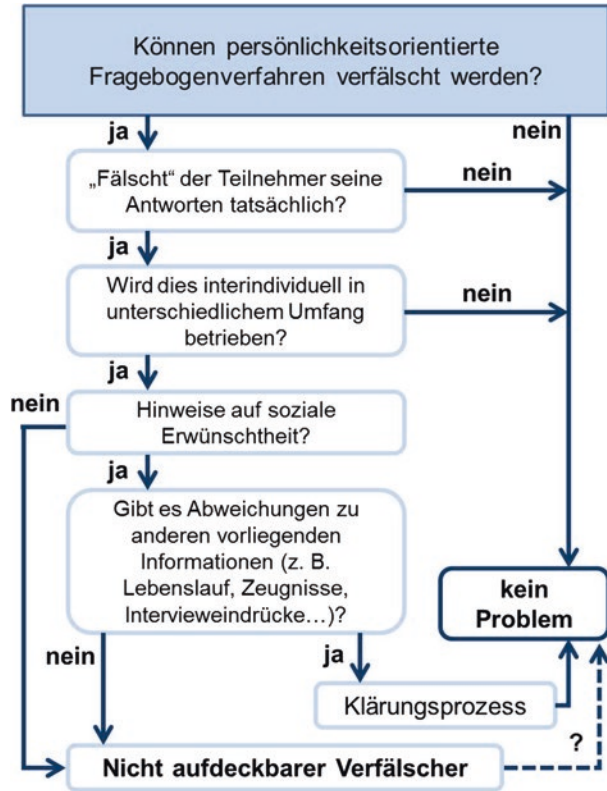 Können persönlichkeitsorientierte
Fragebogenverfahren verfälscht werden?
ja
nein
„Fälscht“ der Teilnehmer seine
Antworten tatsächlich?
nein
ja
Wird dies interindividuell in
unterschiedlichem Umfang
betrieben?
nein
ja
nein
Hinweise auf soziale
Erwünschtheit?
ja
Gibt es Abweichungen zu
anderen vorliegenden
Informationen (z. B.
Lebenslauf, Zeugnisse,
Intervieweindrücke…)?
kein
Problem
nein
ja
Klärungsprozess
?
Nicht aufdeckbarer Verfälscher